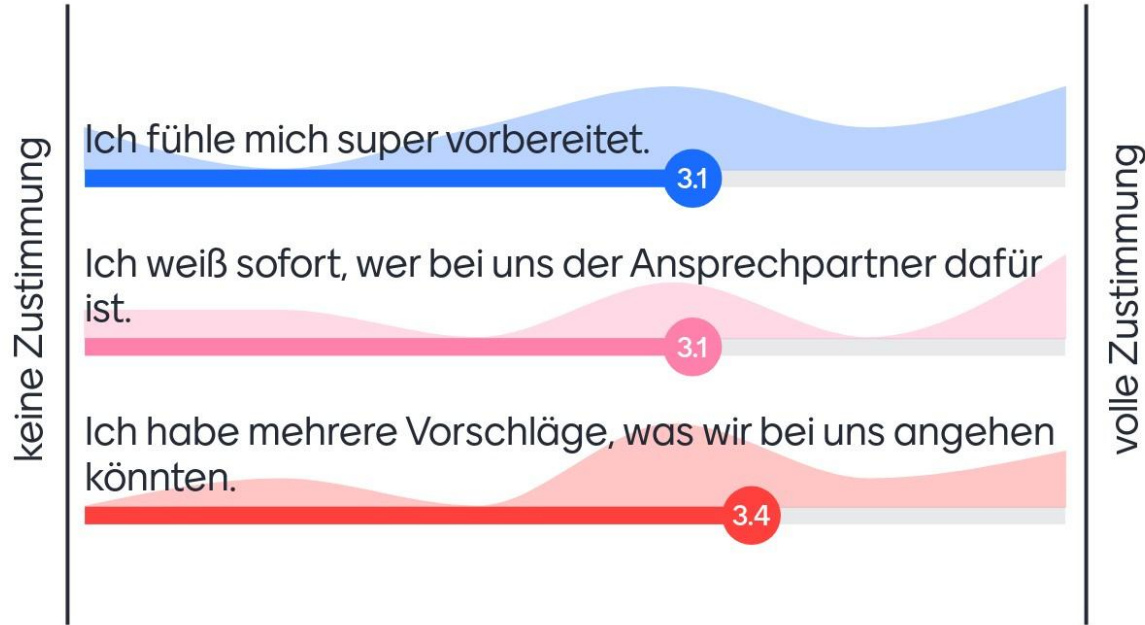 keine Zustimmung
Ich fühle mich super vorbereitet.
3.1
Ich weiß sofort, wer bei uns der Ansprechpartner dafür
ist.
3.1
Ich habe mehrere Vorschläge, was wir bei uns angehen
könnten.
3.4
volle Zustimmung